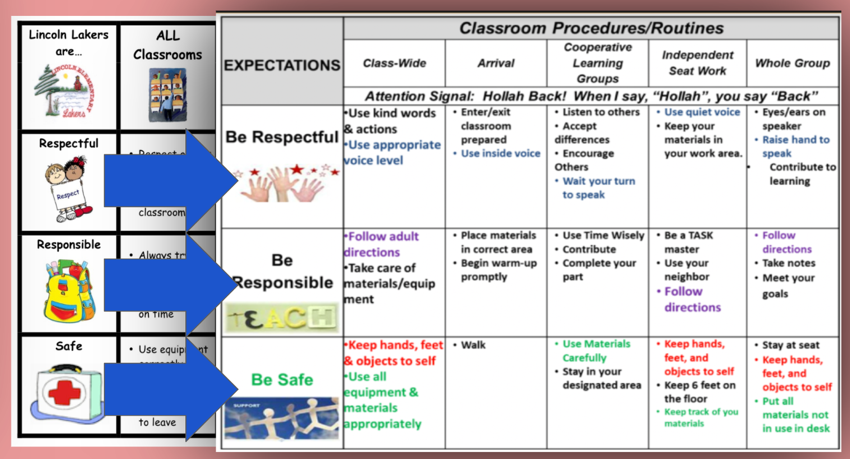 Lincoln Lakers
are…
ALL
Classrooms
LINCOLN ELEMENTARY
Lakers
Respectful
Respect
classroom
Responsible
• Always
on time
Safe
• Use equipment
to leave
EXPECTATIONS
Classroom Procedures/Routines
Class-Wide
Arrival
Cooperative
Learning
Groups
Independent
Seat Work
Whole Group
Attention Signal: Hollah Back! When I say, “Hollah”, you say “Back”
Be Respectful
•Use kind words
& actions
•Use appropriate
voice level
• Enter/exit
classroom
prepared
• Use inside voice
• Listen to others
• Accept
differences
• Encourage
Others
• Wait your turn
to speak
• Use quiet voice
• Keep your
materials in
your work area.
• Eyes/ears on
speaker
• Raise hand to
speak
• Contribute to
learning
Be
Responsible
TEACH
•Follow adult
directions
•Take care of
materials/equip
ment
• Place materials
in correct area
• Begin warm-up
promptly
• Use Time Wisely
• Contribute
• Complete your
part
• Be a TASK
master
• Use your
neighbor
• Follow
directions
• Follow
directions
• Take notes
• Meet your
goals
Be Safe
SUPPORT
•Keep hands, feet
& objects to self
•Use all
equipment &
materials
appropriately
• Walk
• Use Materials
Carefully
• Stay in your
designated area
• Keep hands,
feet, and
objects to self
• Keep 6 feet on
the floor
• Keep track of you
materials
• Stay at seat
• Keep hands,
feet, and
objects to self
• Put all
materials not
in use in desk